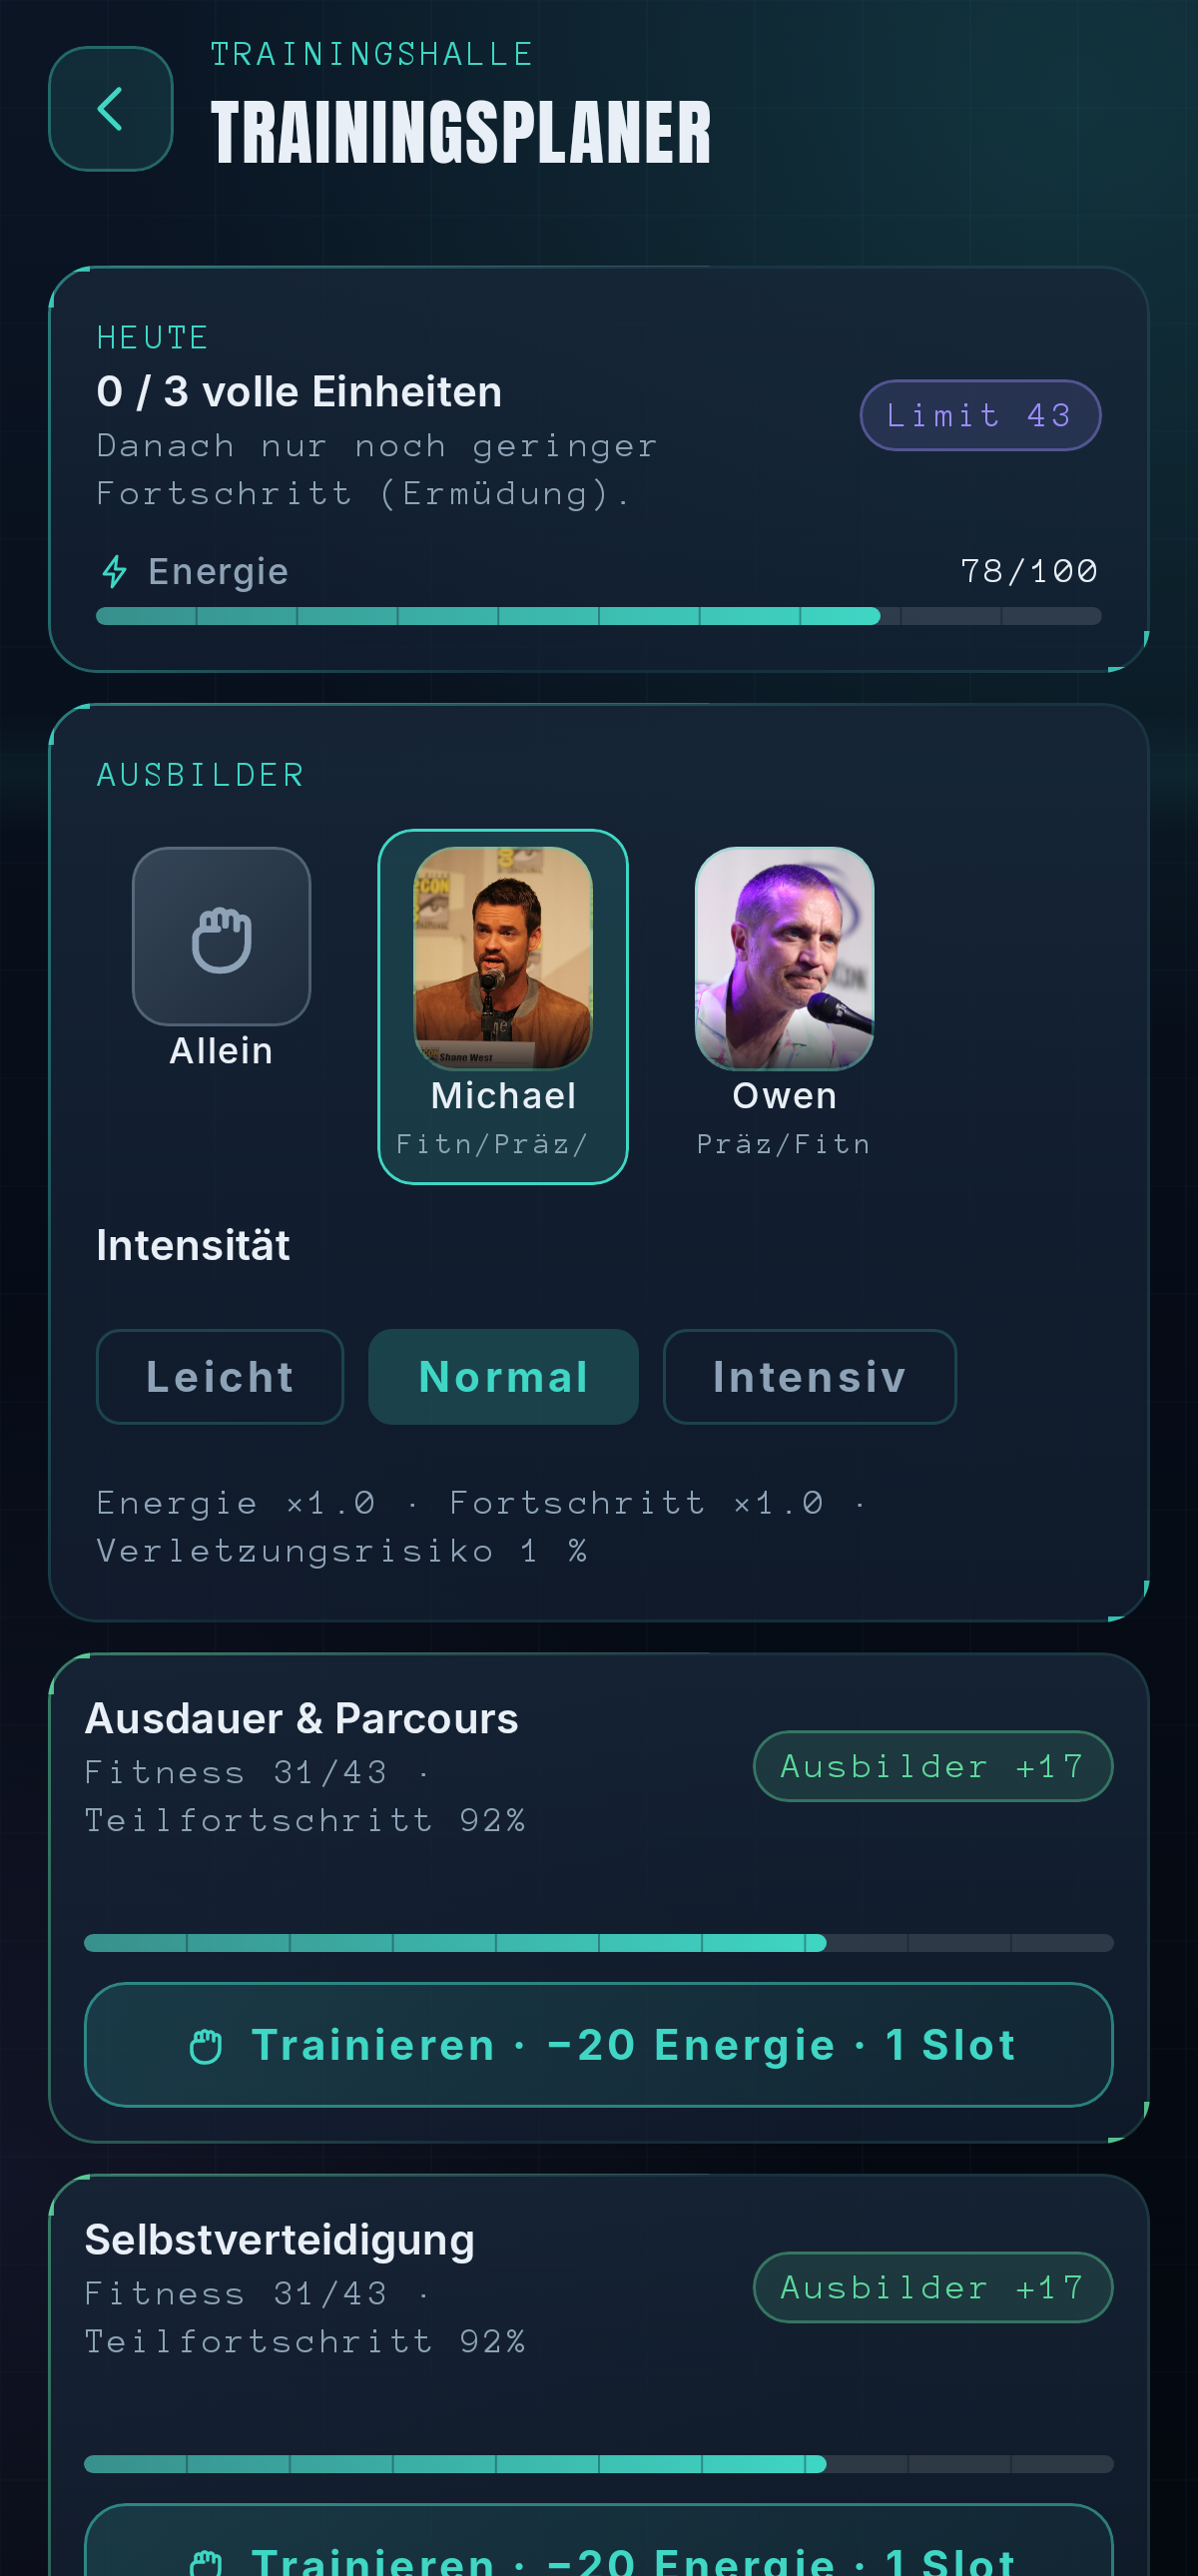 TRAININGSHALLE
TRAININGSPLANER
HEUTE
0 / 3 volle Einheiten
Danach nur noch geringer
Fortschritt (Ermüdung).
Limit 43
Energie
78/100
AUSBILDER
CON
Shane West
Allein
Michael
Owen
Fitn/Präz/
Präz/Fitn
Intensität
Leicht
Normal
Intensiv
Energie ×1.0 · Fortschritt ×1.0 ·
Verletzungsrisiko 1 %
Ausdauer & Parcours
Fitness 31/43 ·
Teilfortschritt 92%
Ausbilder +17
Trainieren · −20 Energie · 1 Slot
Selbstverteidigung
Fitness 31/43 ·
Teilfortschritt 92%
Ausbilder +17
Trainieren · −20 Energie · 1 Slot